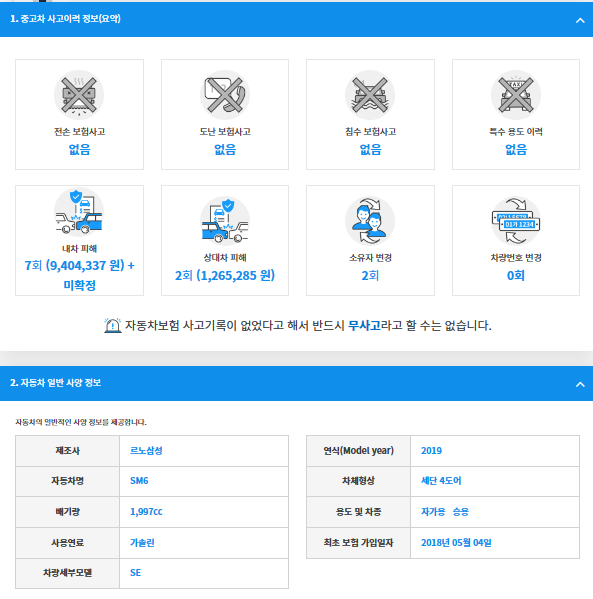 1. 중고차 사고이력 정보(요약)
TAXI
전손 보험사고
도난 보험사고
침수 보험사고
특수 용도 이력
없음
없음
없음
없음
01가 1234
내차 피해
상대차 피해
소유자 변경
차량번호 변경
7회 (9,404,337 원) +
미확정
2회 (1,265,285 원)
2회
0회
자동차보험 사고기록이 없었다고 해서 반드시 무사고라고 할 수는 없습니다.
2. 자동차 일반 사양 정보
자동차의 일반적인 사양 정보를 제공합니다.
제조사 르노삼성
연식(Model year) 2019
자동차명 SM6
차체형상 세단 4도어
배기량 1,997cc
용도 및 차종 자가용 승용
사용연료 가솔린
최초 보험 가입일자 2018년 05월 04일
차량세부모델 SE